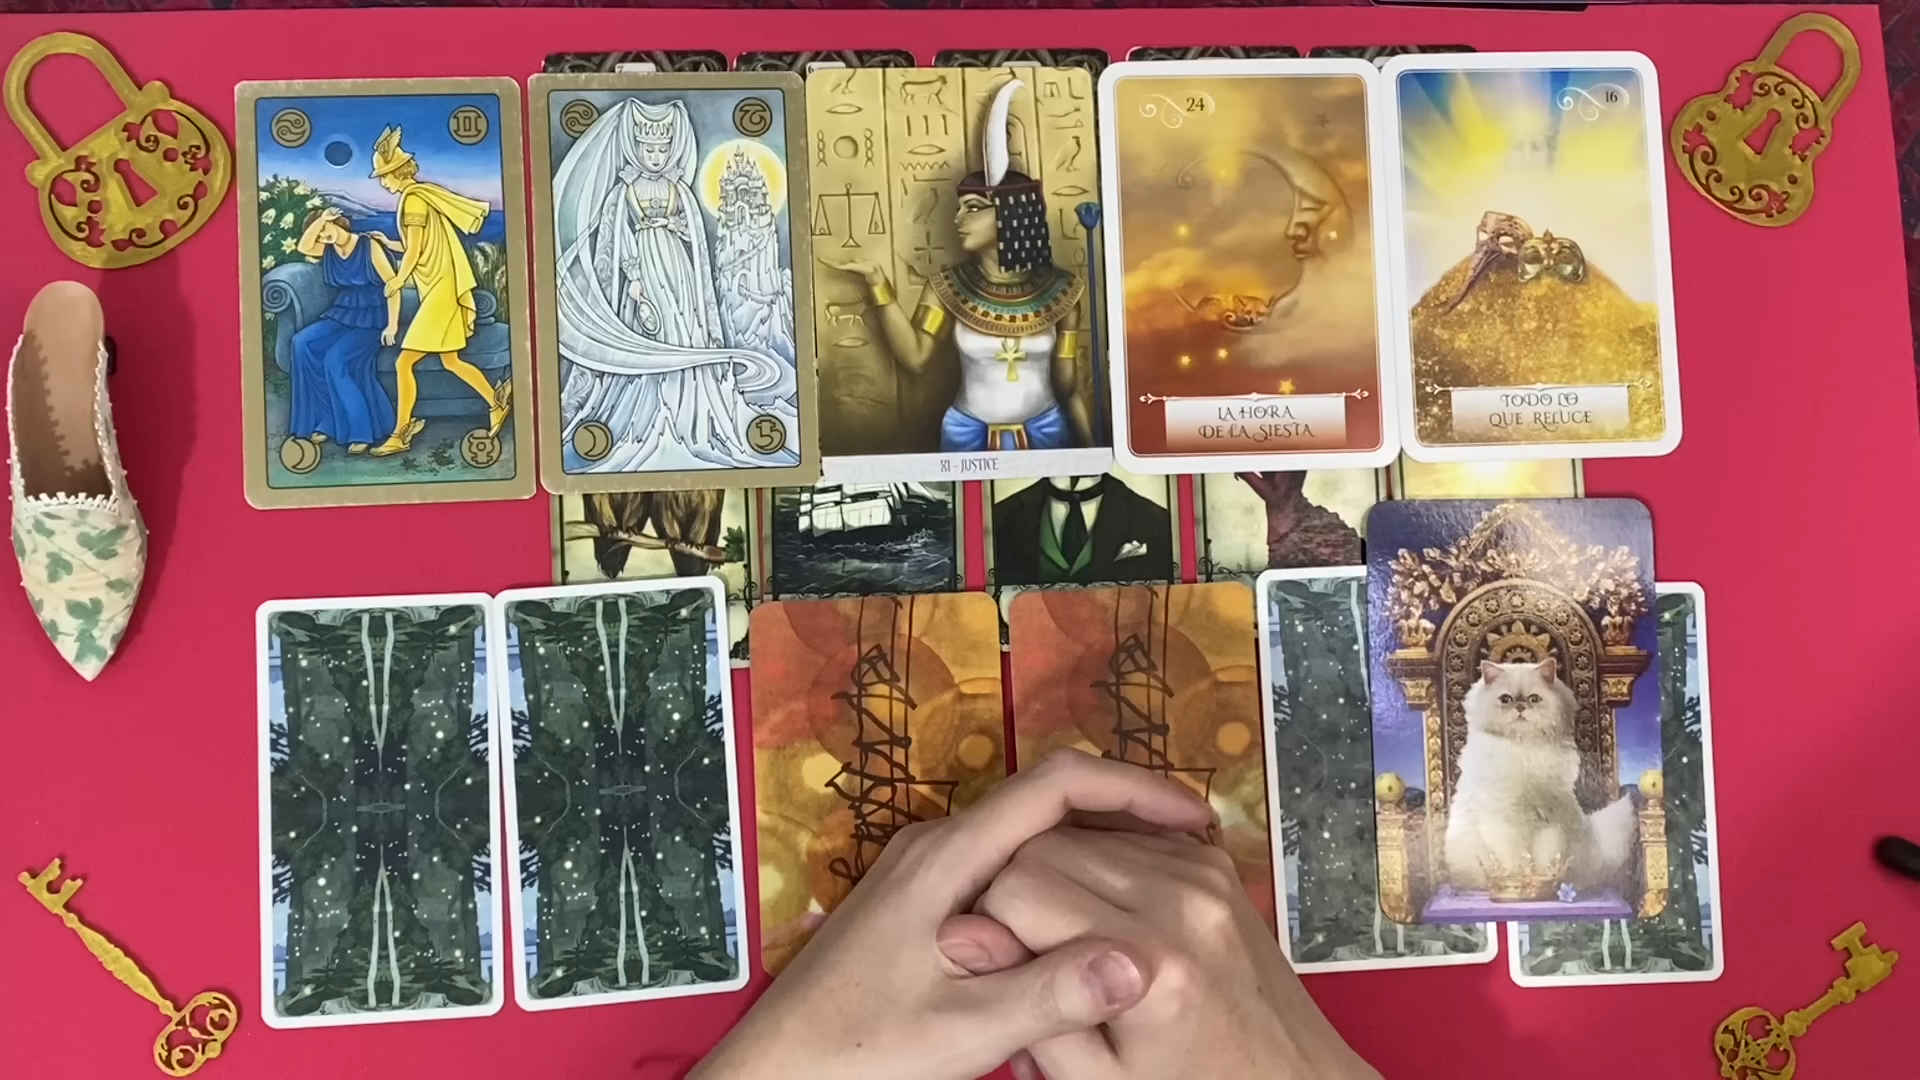 24
16
LA HORA
DE LA SIESTA
TODO LO
QUE RELUCE
XI - JUSTICE